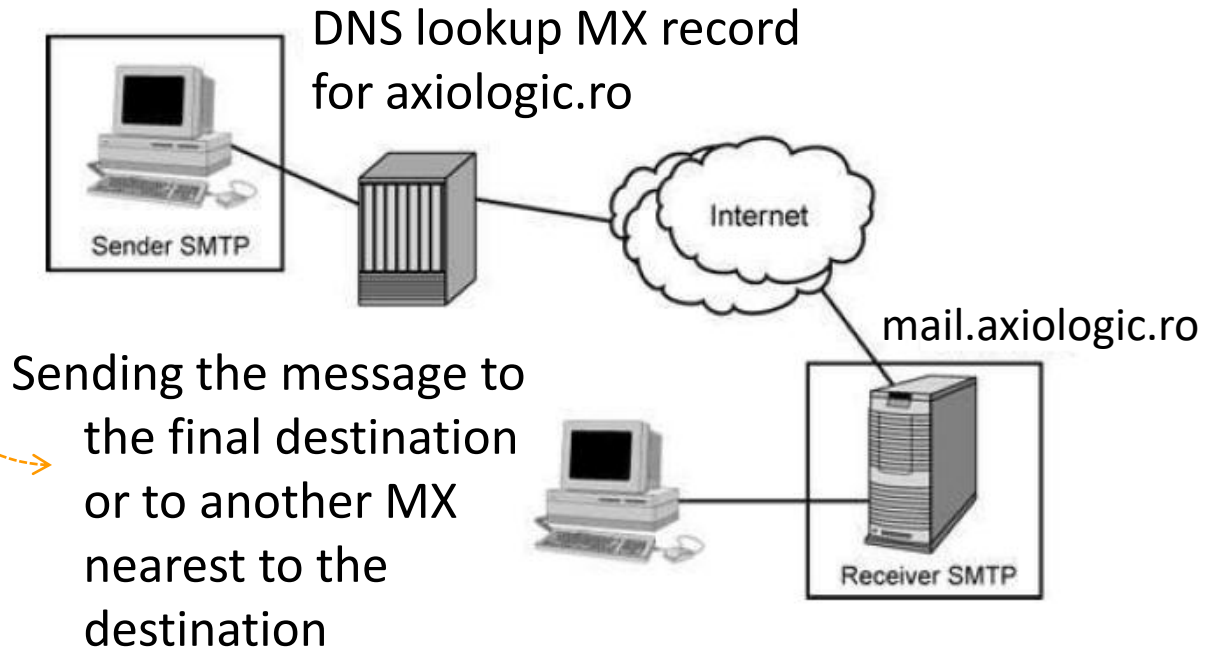 DNS lookup MX record
for axiologic.ro
Sender SMTP
Internet
mail.axiologic.ro
Sending the message to
the final destination
or to another MX
nearest to the
destination
Receiver SMTP